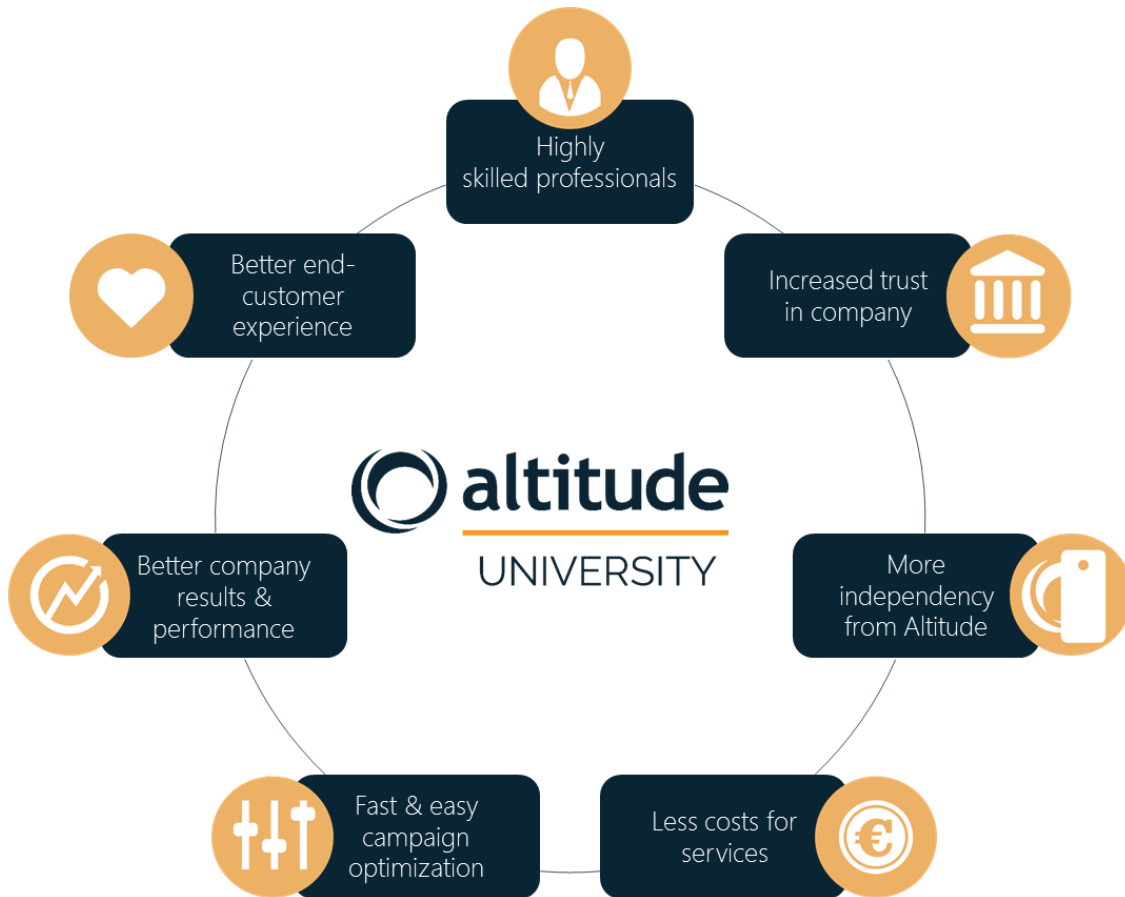 Highly
skilled professionals
Increased trust
in company
More
independency
from Altitude
Less costs for
services
€
Fast & easy
campaign
optimization
Better company
results &
performance
Better end-
customer
experience
altitude
UNIVERSITY